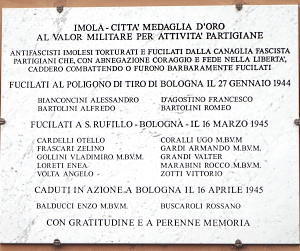 IMOLA-CITTA' MEDAGLIA D'ORO
AL VALOR MILITARE PER ATTIVITA' PARTIGIANE
ANTIFASCISTI IMOLESI TORTURATI E FUCILATI DALLA CANAGLIA FASCISTA
PARTIGIANI CHE, CON ABNEGAZIONE CORAGGIO E FEDE NELLA LIBERTA',
CADDERO COMBATTENDO O FURONO BARBARAMENTE FUCILATI
FUCILATI AL POLIGONO DI TIRO DI BOLOGNA IL 27 GENNAIO 1944
BIANCONCINI ALESSANDRO D'AGOSTINO FRANCESCO
BARTOLINI ALFREDO BARTOLINI ROMEO
FUCILATI A S. RUFILLO - BOLOGNA - IL 16 MARZO 1945
CARDELLI OTELLO CORALLI UGO M.B.V.M
FRASCARI ZELINO GARDI ARMANDO M.B.V.M.
GOLLINI VLADIMIRO M.B.V.M. GRANDI VALTER
LORETI ENEA MARABINI ROCCO M.B.V.M.
VOLTA ANGELO ZOTTI VITTORIO
CADUTI IN AZIONE A BOLOGNA IL 16 APRILE 1945
BALDUCCI ENZO M.B.V.M. BUSCAROLI ROSSANO
CON GRATITUDINE E A PERENNE MEMORIA